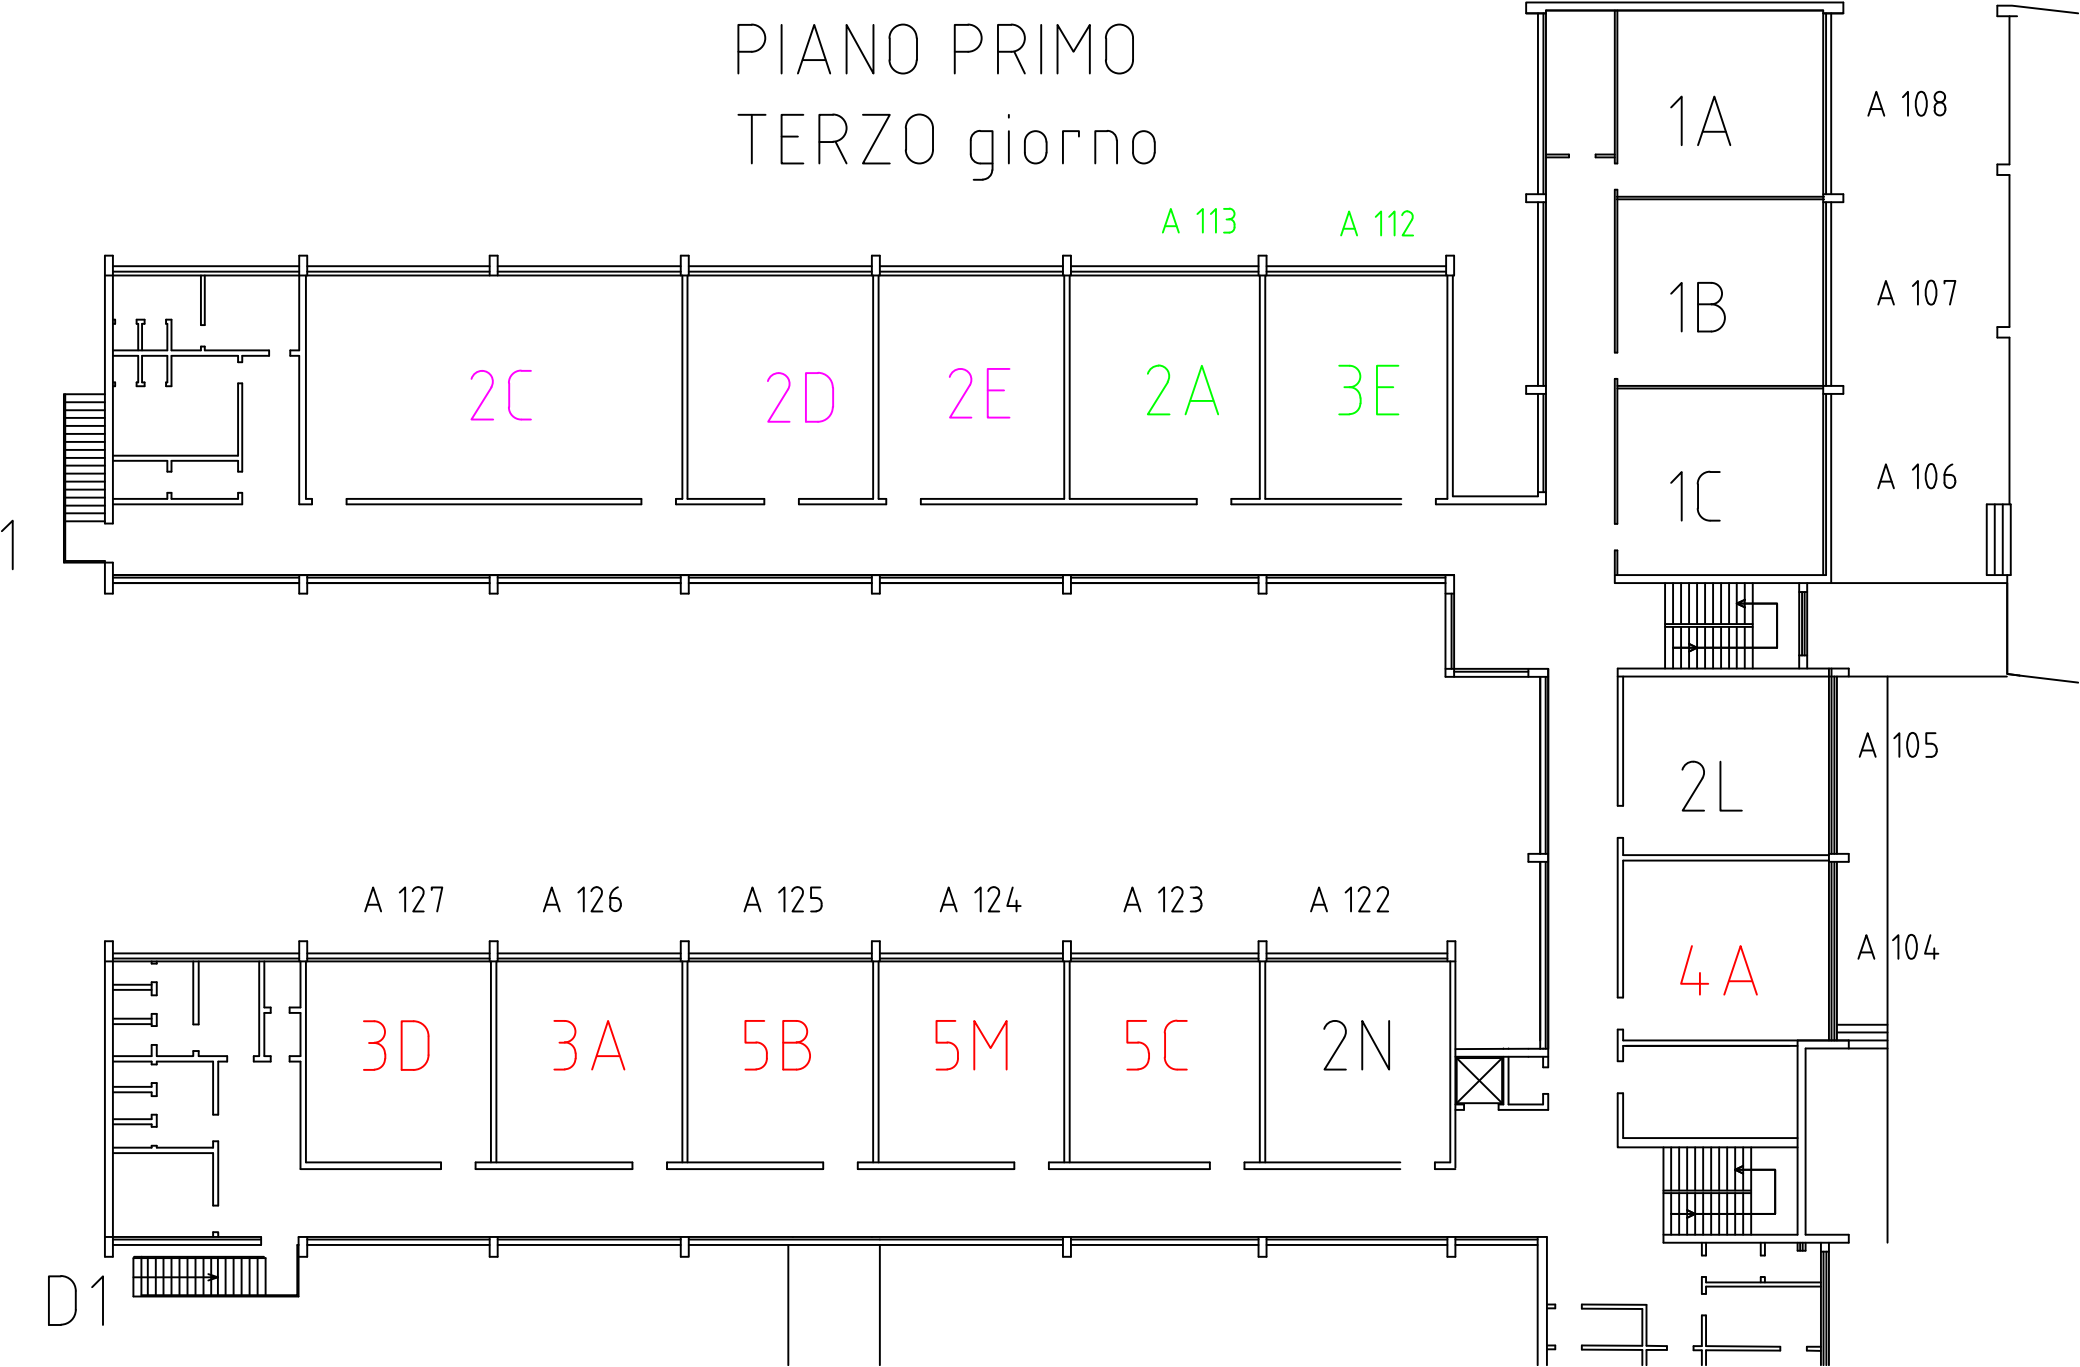 PIANO PRIMO
TERZO giorno
1A
A 108
A 113
A 112
1B
A 107
2C
2D
2E
2A
3E
1C
A 106
1
2L
A 105
A 127
A 126
A 125
A 124
A 123
A 122
4A
A 104
3D
3A
5B
5M
5C
2N
D1